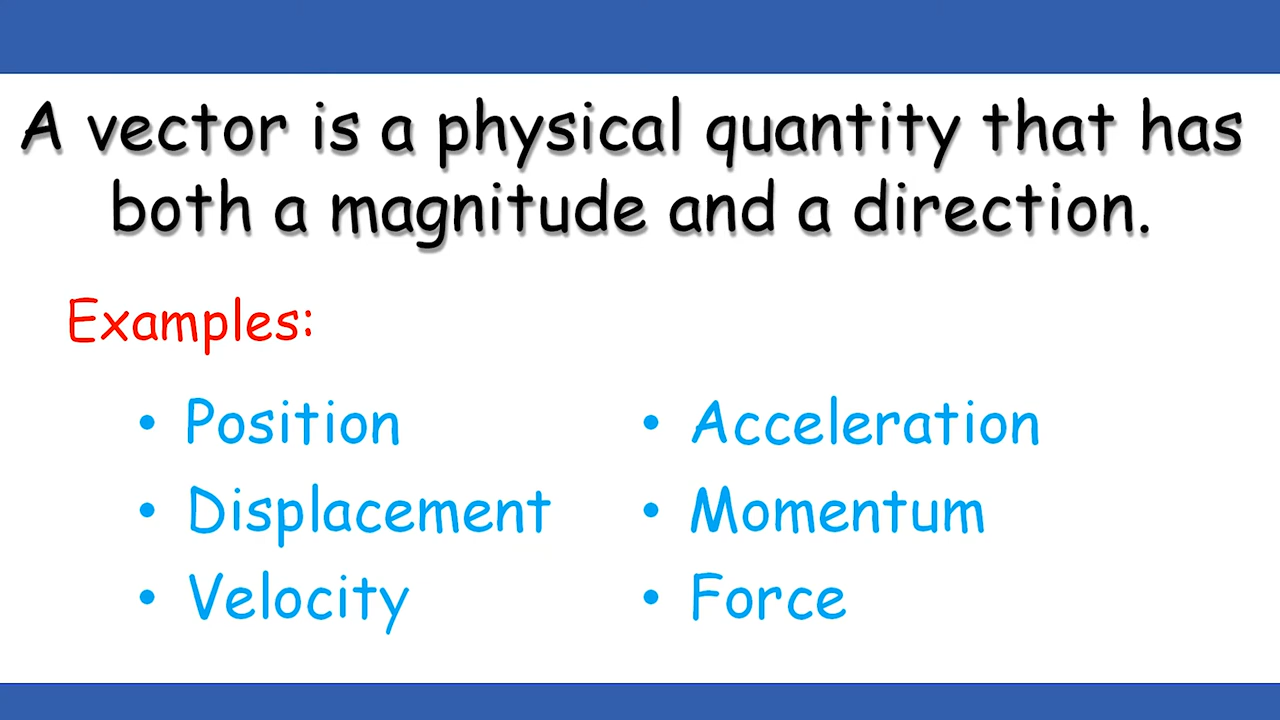 A vector is a physical quantity that has
both a magnitude and a direction.
Examples:
• Position
• Displacement
• Velocity
• Acceleration
• Momentum
• Force